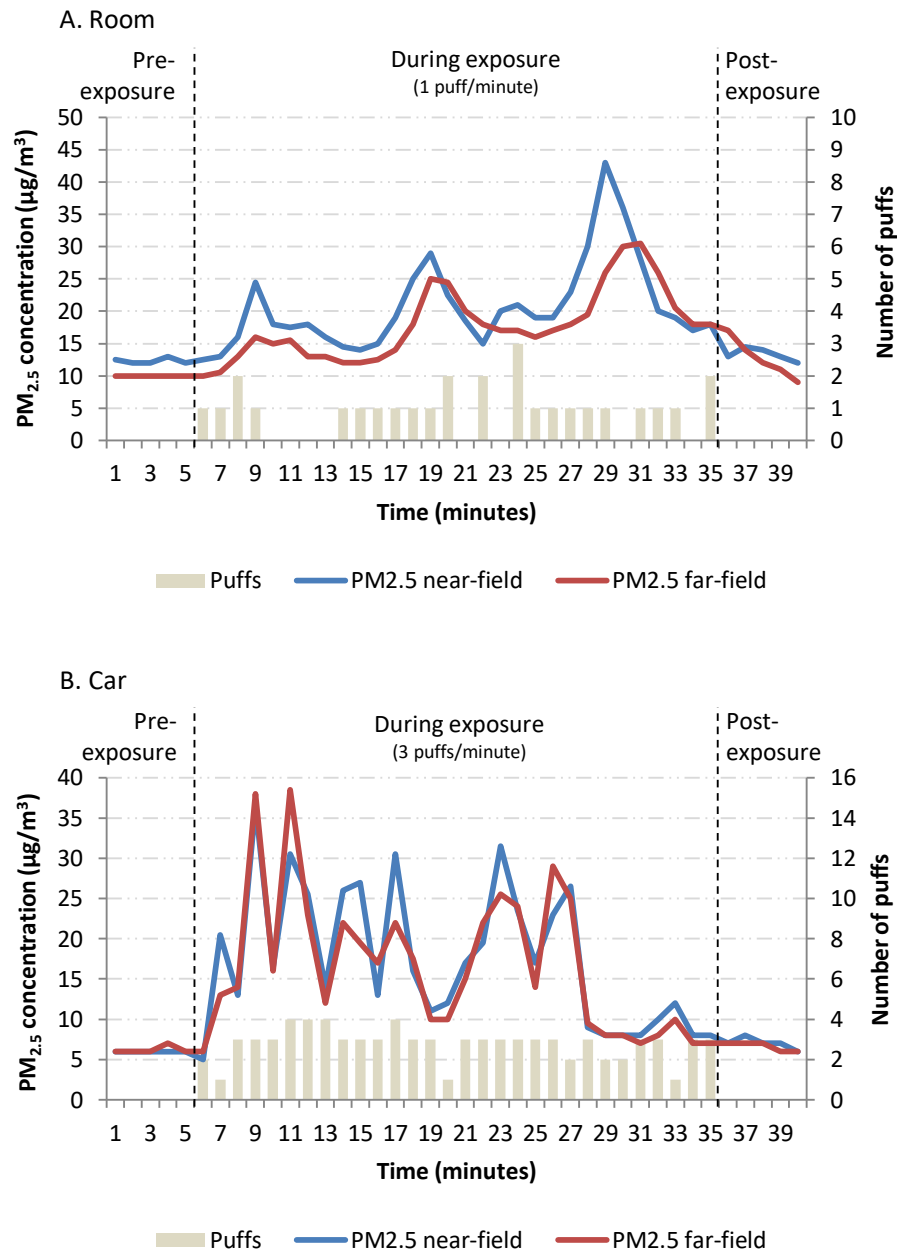 A. Room
Pre-exposure
During exposure
(1 puff/minute)
Post-exposure
PM2.5 concentration (µg/m³)
50
45
40
35
30
25
20
15
10
5
0
10
9
8
7
6
5
4
3
2
1
0
Number of puffs
1 3 5 7 9 11 13 15 17 19 21 23 25 27 29 31 33 35 37 39
Time (minutes)
Puffs PM2.5 near-field PM2.5 far-field
B. Car
Pre-exposure
During exposure
(3 puffs/minute)
Post-exposure
PM2.5 concentration (µg/m³)
40
35
30
25
20
15
10
5
0
16
14
12
10
8
6
4
2
0
Number of puffs
1 3 5 7 9 11 13 15 17 19 21 23 25 27 29 31 33 35 37 39
Time (minutes)
Puffs PM2.5 near-field PM2.5 far-field